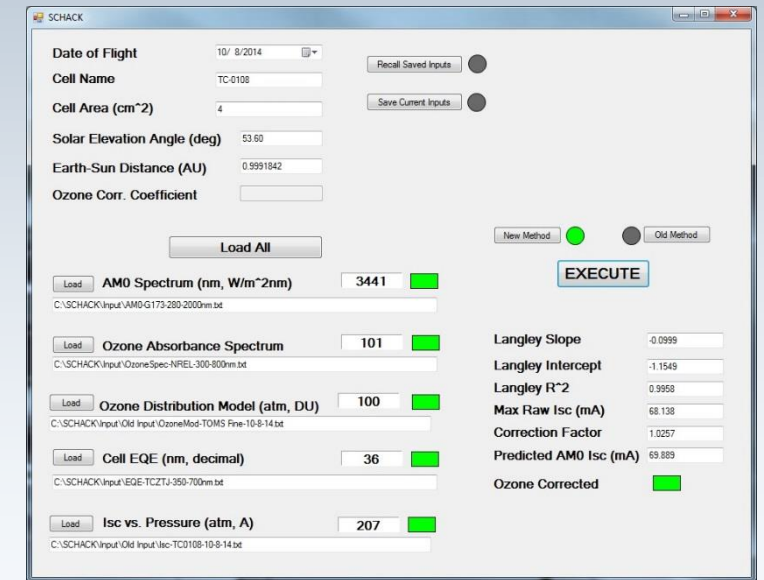 SCHACK
Date of Flight 10/ 8/2014
Recall Saved Inputs
Cell Name TC-0108
Cell Area (cm^2) 4
Save Current Inputs
Solar Elevation Angle (deg) 53.60
Earth-Sun Distance (AU) 0.9991842
Ozone Corr. Coefficient
New Method Old Method
Load All
EXECUTE
Load AM0 Spectrum (nm, W/m^2nm) 3441
C:\SCHACK\Input\AM0-G173-280-2000nm.txt
Load Ozone Absorbance Spectrum 101
C:\SCHACK\Input\OzoneSpec-NREL-300-800nm.txt
Load Ozone Distribution Model (atm, DU) 100
C:\SCHACK\Input\Old Input\OzoneMod-TOMS Fine-10-8-14.txt
Load Cell EQE (nm, decimal) 36
C:\SCHACK\Input\EQE-TCZTJ-350-700nm.txt
Load Isc vs. Pressure (atm, A) 207
C:\SCHACK\Input\Old Input\Isc-TC0108-10-8-14.txt
Langley Slope -0.0999
Langley Intercept -1.1549
Langley R^2 0.9958
Max Raw Isc (mA) 68.138
Correction Factor 1.0257
Predicted AM0 Isc (mA) 69.889
Ozone Corrected